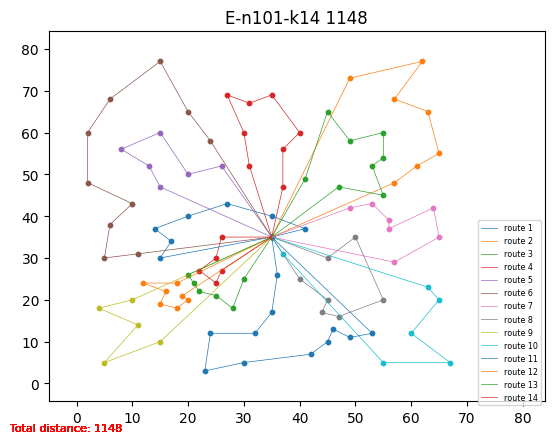 E-n101-k14 1148
80
70
60
50
40
30
20
10
0
0 10 20 30 40 50 60 70 80
route 1
route 2
route 3
route 4
route 5
route 6
route 7
route 8
route 9
route 10
route 11
route 12
route 13
route 14
Total distance: 1148